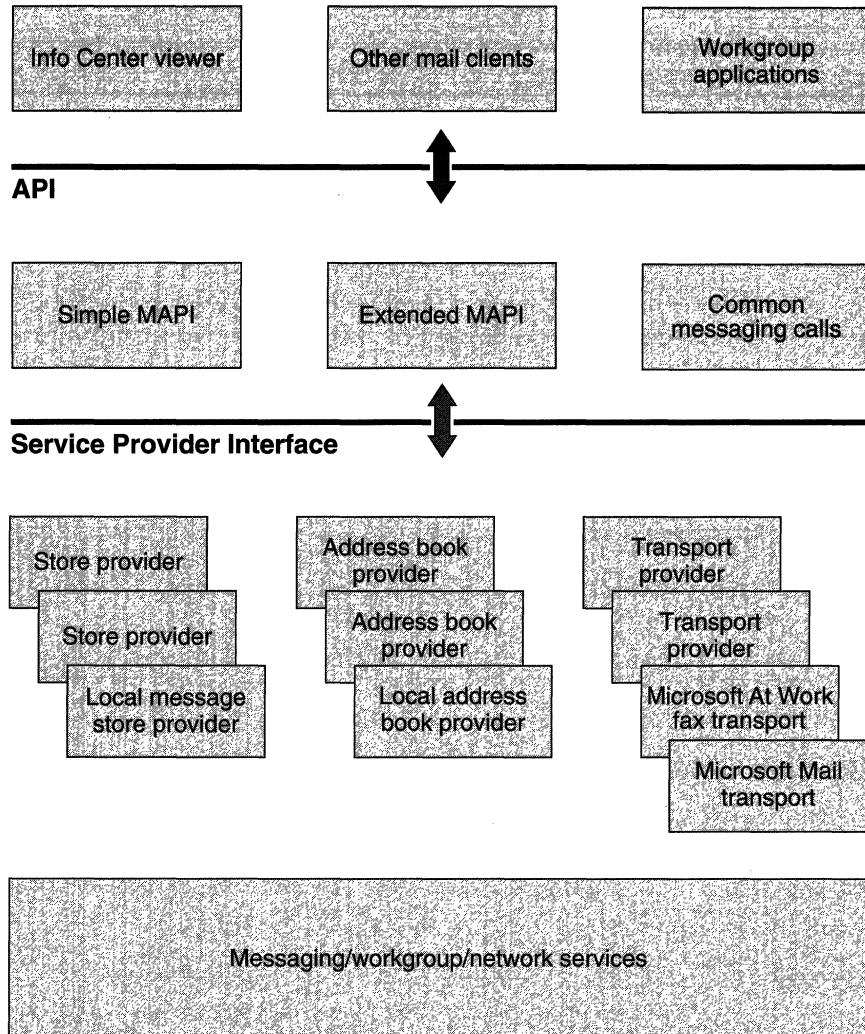 Info Center viewer
Other mail clients
Workgroup
applications
API
Simple MAPI
Extended MAPI
Common
messaging calls
Service Provider Interface
Store provider
Store provider
Local message
store provider
Address book
provider
Address book
provider
Local address
book provider
Transport
provider
Transport
provider
Microsoft At Work
fax transport
Microsoft Mail
transport
Messaging/workgroup/network services